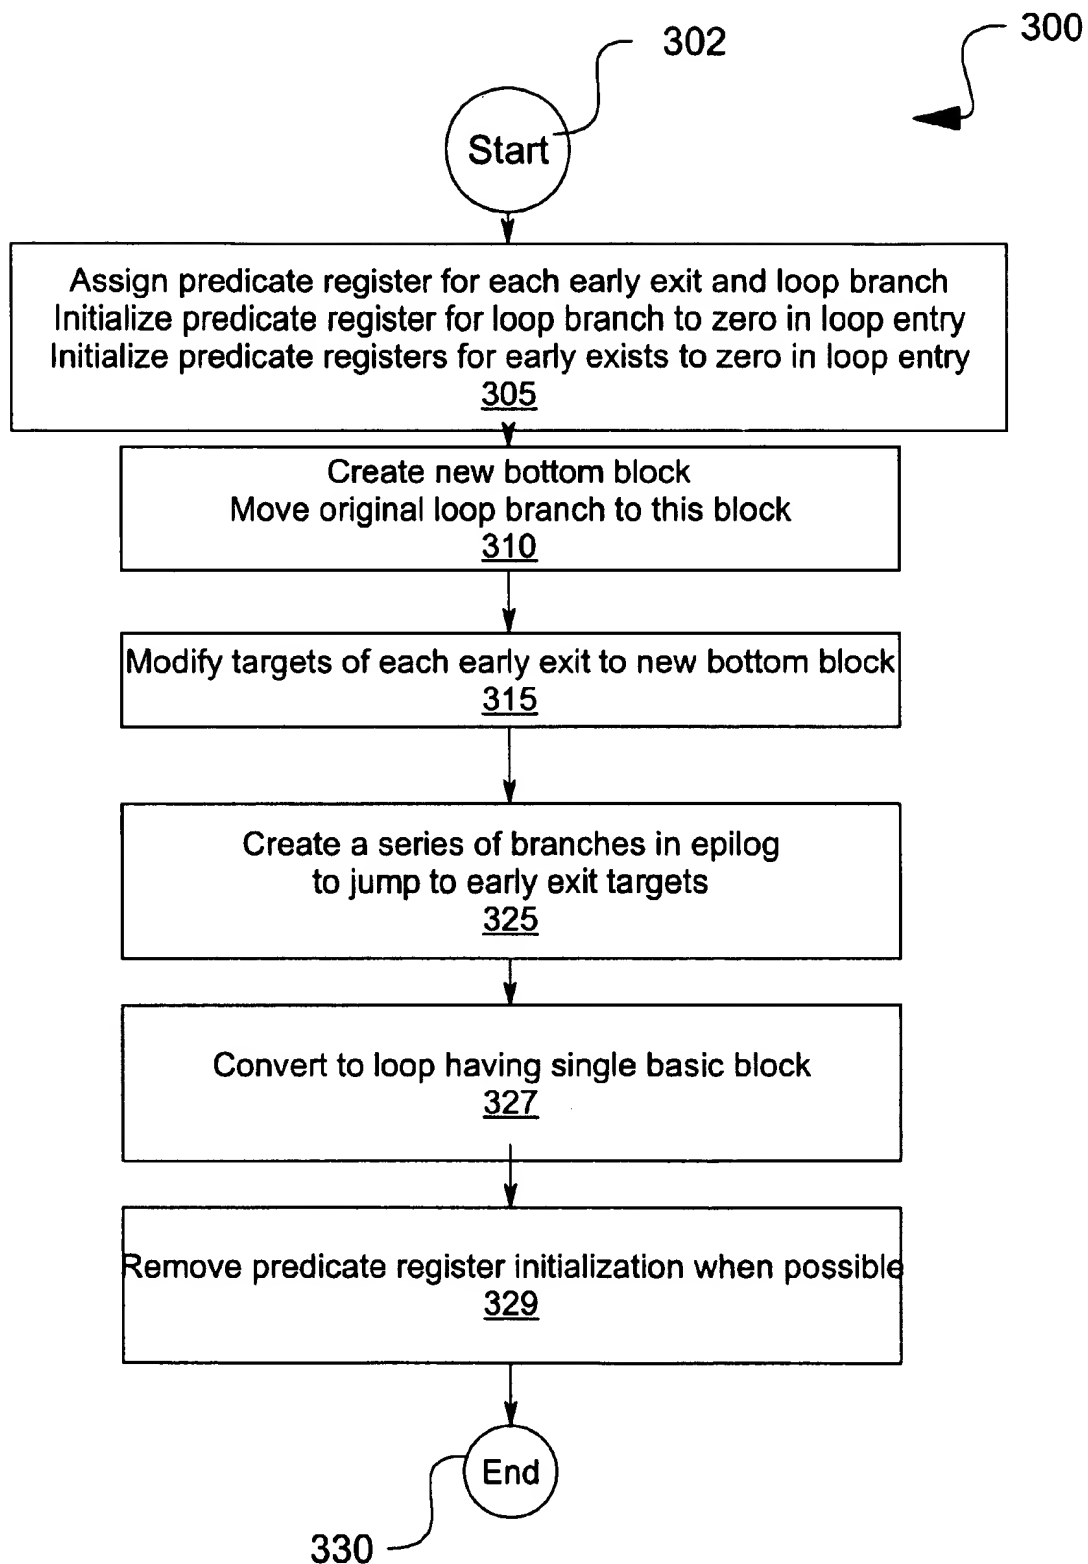 300
302
Start
Assign predicate register for each early exit and loop branch
Initialize predicate register for loop branch to zero in loop entry
Initialize predicate registers for early exists to zero in loop entry
305
Create new bottom block
Move original loop branch to this block
310
Modify targets of each early exit to new bottom block
315
Create a series of branches in epilog
to jump to early exit targets
325
Convert to loop having single basic block
327
Remove predicate register initialization when possible
329
End
330